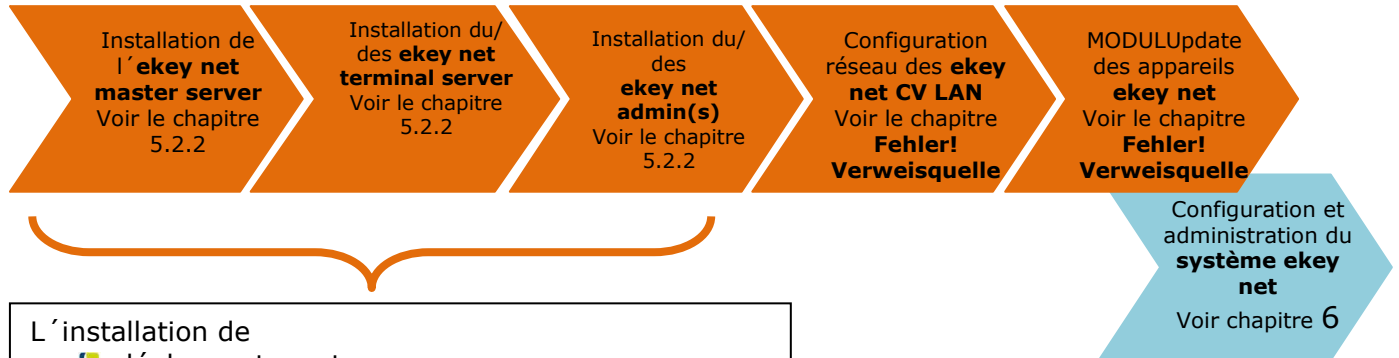 Installation de
l´ekey net
master server
Voir le chapitre
5.2.2
Installation du/
des ekey net
terminal server
Voir le chapitre
5.2.2
Installation du/
des
ekey net
admin(s)
Voir le chapitre
5.2.2
Configuration
réseau des ekey
net CV LAN
Voir le chapitre
Fehler!
Verweisquelle
MODULUpdate
des appareils
ekey net
Voir le chapitre
Fehler!
Verweisquelle
Configuration et
administration du
système ekey
net
Voir chapitre 6
L´installation de